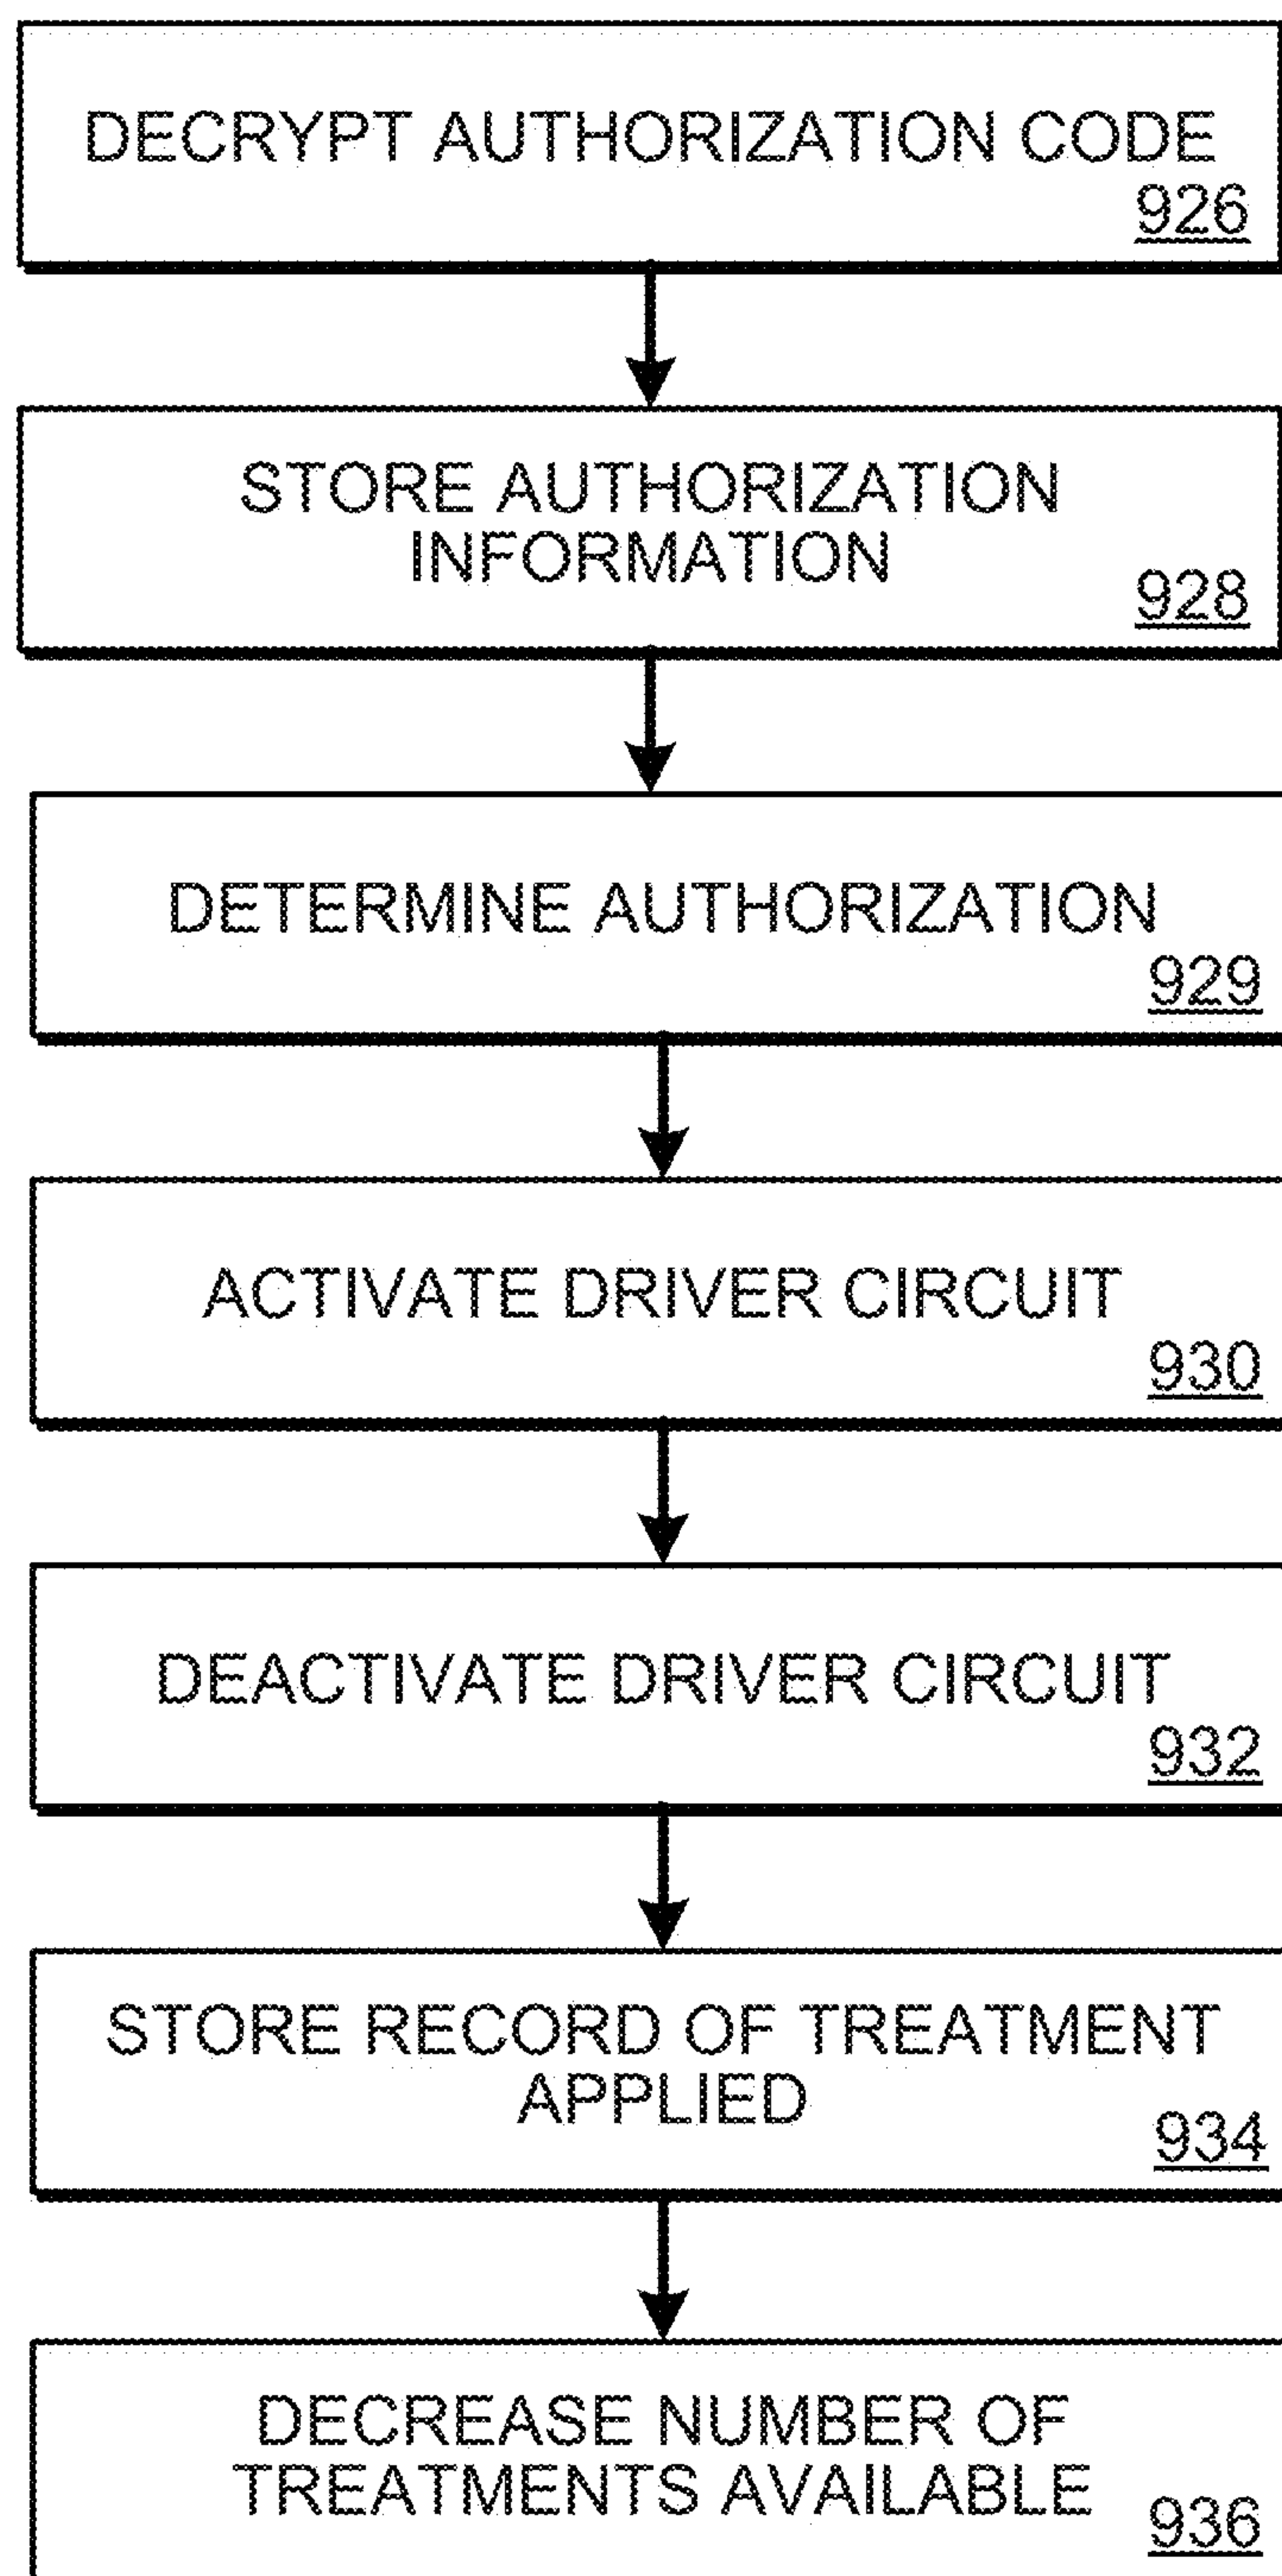 DECRYPT AUTHORIZATION CODE
926
STORE AUTHORIZATION
INFORMATION
928
DETERMINE AUTHORIZATION
929
ACTIVATE DRIVER CIRCUIT
930
DEACTIVATE DRIVER CIRCUIT
932
STORE RECORD OF TREATMENT
APPLIED
934
DECREASE NUMBER OF
TREATMENTS AVAILABLE
936